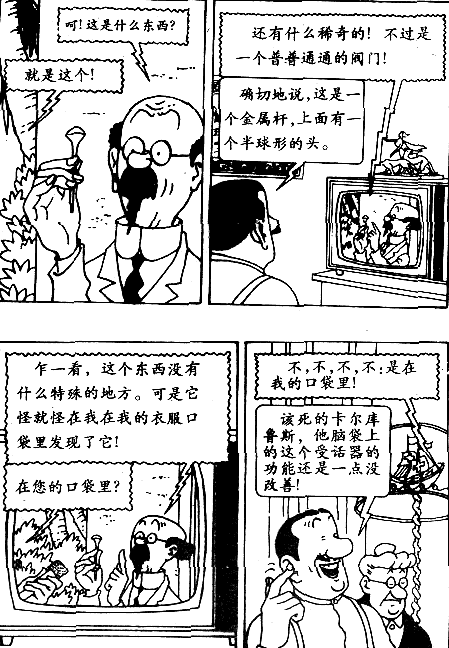 呵！这是什么东西？
就是这个！
还有什么稀奇的！不过是
一个普普通通的阀门！
确切地说，这是一
个金属杆，上面有一
个半球形的头。
乍一看，这个东西没有
什么特殊的地方。可是它
怪就怪在我在我的衣服口
袋里发现了它！
在您的口袋里？
不，不，不，不：是在
我的口袋里！
该死的卡尔库
鲁斯，他脑袋上
的这个受话器的
功能还是一点没
改善！